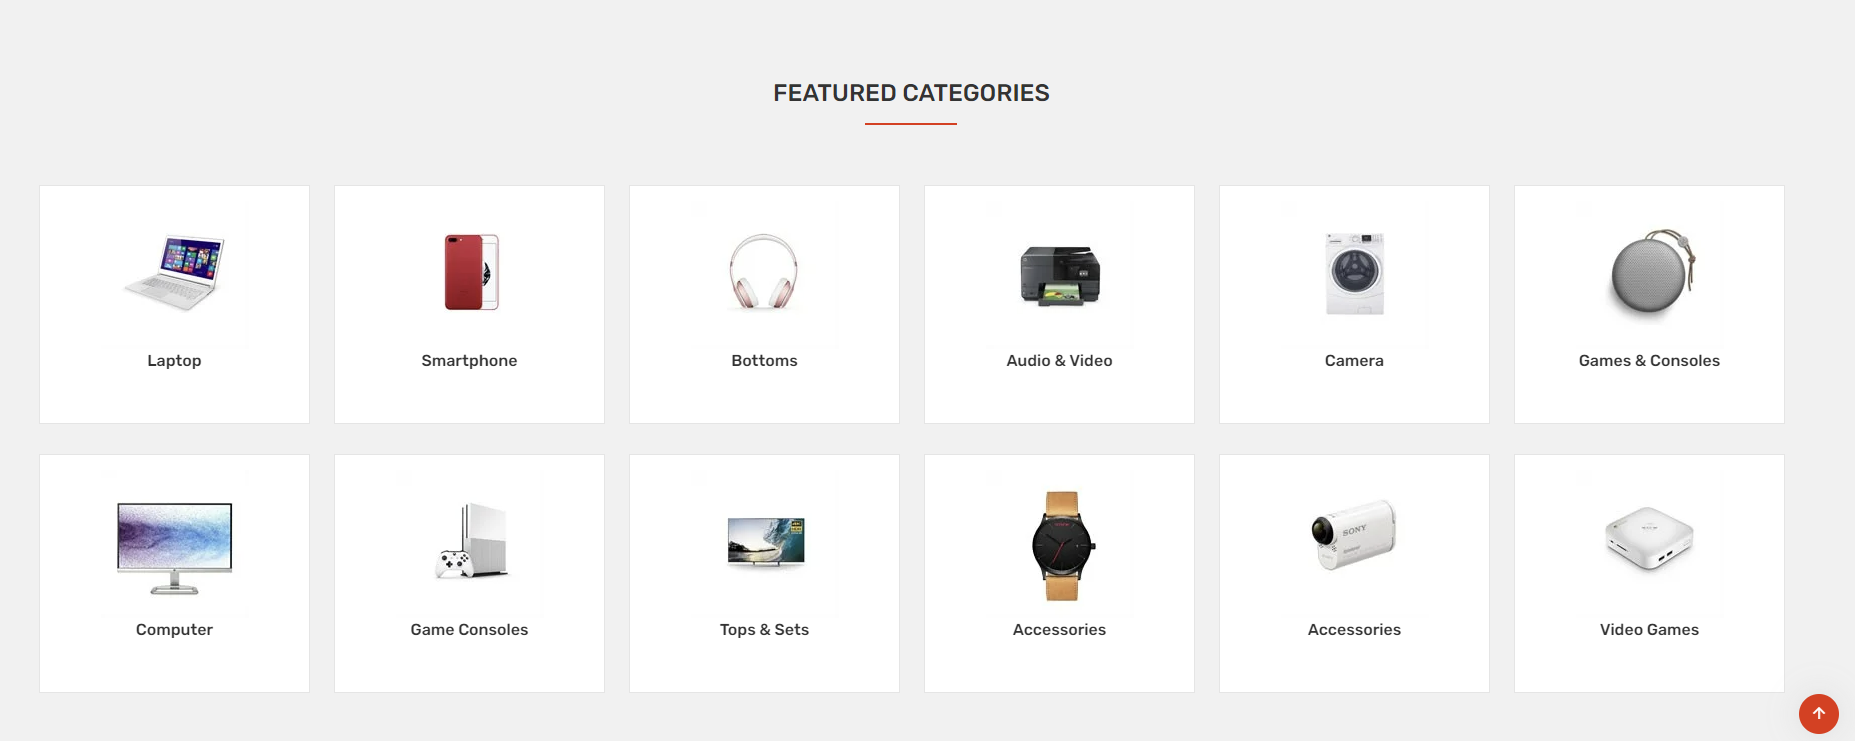 FEATURED CATEGORIES
Laptop
Smartphone
Bottoms
Audio & Video
Camera
Games & Consoles
SONY
Computer
Game Consoles
Tops & Sets
Accessories
Accessories
Video Games